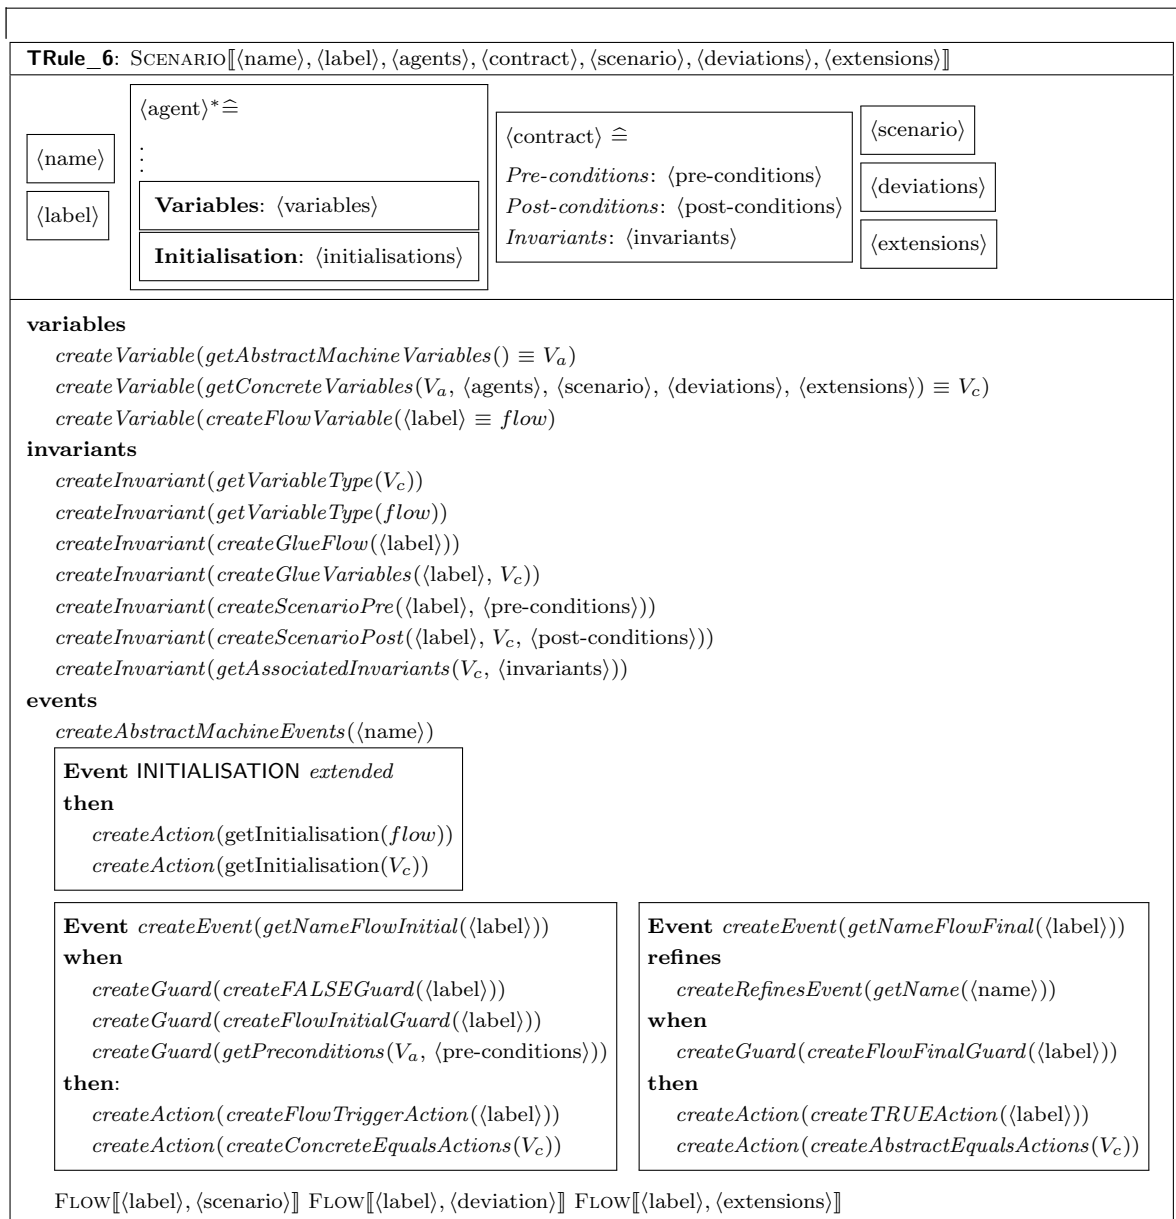 TRule_6: SCENARIO⟦⟨name⟩, ⟨label⟩, ⟨agents⟩, ⟨contract⟩, ⟨scenario⟩, ⟨deviations⟩, ⟨extensions⟩⟧
⟨name⟩
⟨label⟩
⟨agent⟩*≙
⋮
Variables: ⟨variables⟩
Initialisation: ⟨initialisations⟩
⟨contract⟩ ≙
Pre-conditions: ⟨pre-conditions⟩
Post-conditions: ⟨post-conditions⟩
Invariants: ⟨invariants⟩
⟨scenario⟩
⟨deviations⟩
⟨extensions⟩
variables
createVariable(getAbstractMachineVariables() ≡ Vₐ)
createVariable(getConcreteVariables(Vₐ, ⟨agents⟩, ⟨scenario⟩, ⟨deviations⟩, ⟨extensions⟩) ≡ V_c)
createVariable(createFlowVariable(⟨label⟩ ≡ flow)
invariants
createInvariant(getVariableType(V_c))
createInvariant(getVariableType(flow))
createInvariant(createGlueFlow(⟨label⟩))
createInvariant(createGlueVariables(⟨label⟩, V_c))
createInvariant(createScenarioPre(⟨label⟩, ⟨pre-conditions⟩))
createInvariant(createScenarioPost(⟨label⟩, V_c, ⟨post-conditions⟩))
createInvariant(getAssociatedInvariants(V_c, ⟨invariants⟩))
events
createAbstractMachineEvents(⟨name⟩)
Event INITIALISATION extended
then
createAction(getInitialisation(flow))
createAction(getInitialisation(V_c))
Event createEvent(getNameFlowInitial(⟨label⟩))
when
createGuard(createFALSEGuard(⟨label⟩))
createGuard(createFlowInitialGuard(⟨label⟩))
createGuard(getPreconditions(Vₐ, ⟨pre-conditions⟩))
then:
createAction(createFlowTriggerAction(⟨label⟩))
createAction(createConcreteEqualsActions(V_c))
Event createEvent(getNameFlowFinal(⟨label⟩))
refines
createRefinesEvent(getName(⟨name⟩))
when
createGuard(createFlowFinalGuard(⟨label⟩))
then
createAction(createTRUEAction(⟨label⟩))
createAction(createAbstractEqualsActions(V_c))
FLOW⟦⟨label⟩, ⟨scenario⟩⟧ FLOW⟦⟨label⟩, ⟨deviation⟩⟧ FLOW⟦⟨label⟩, ⟨extensions⟩⟧